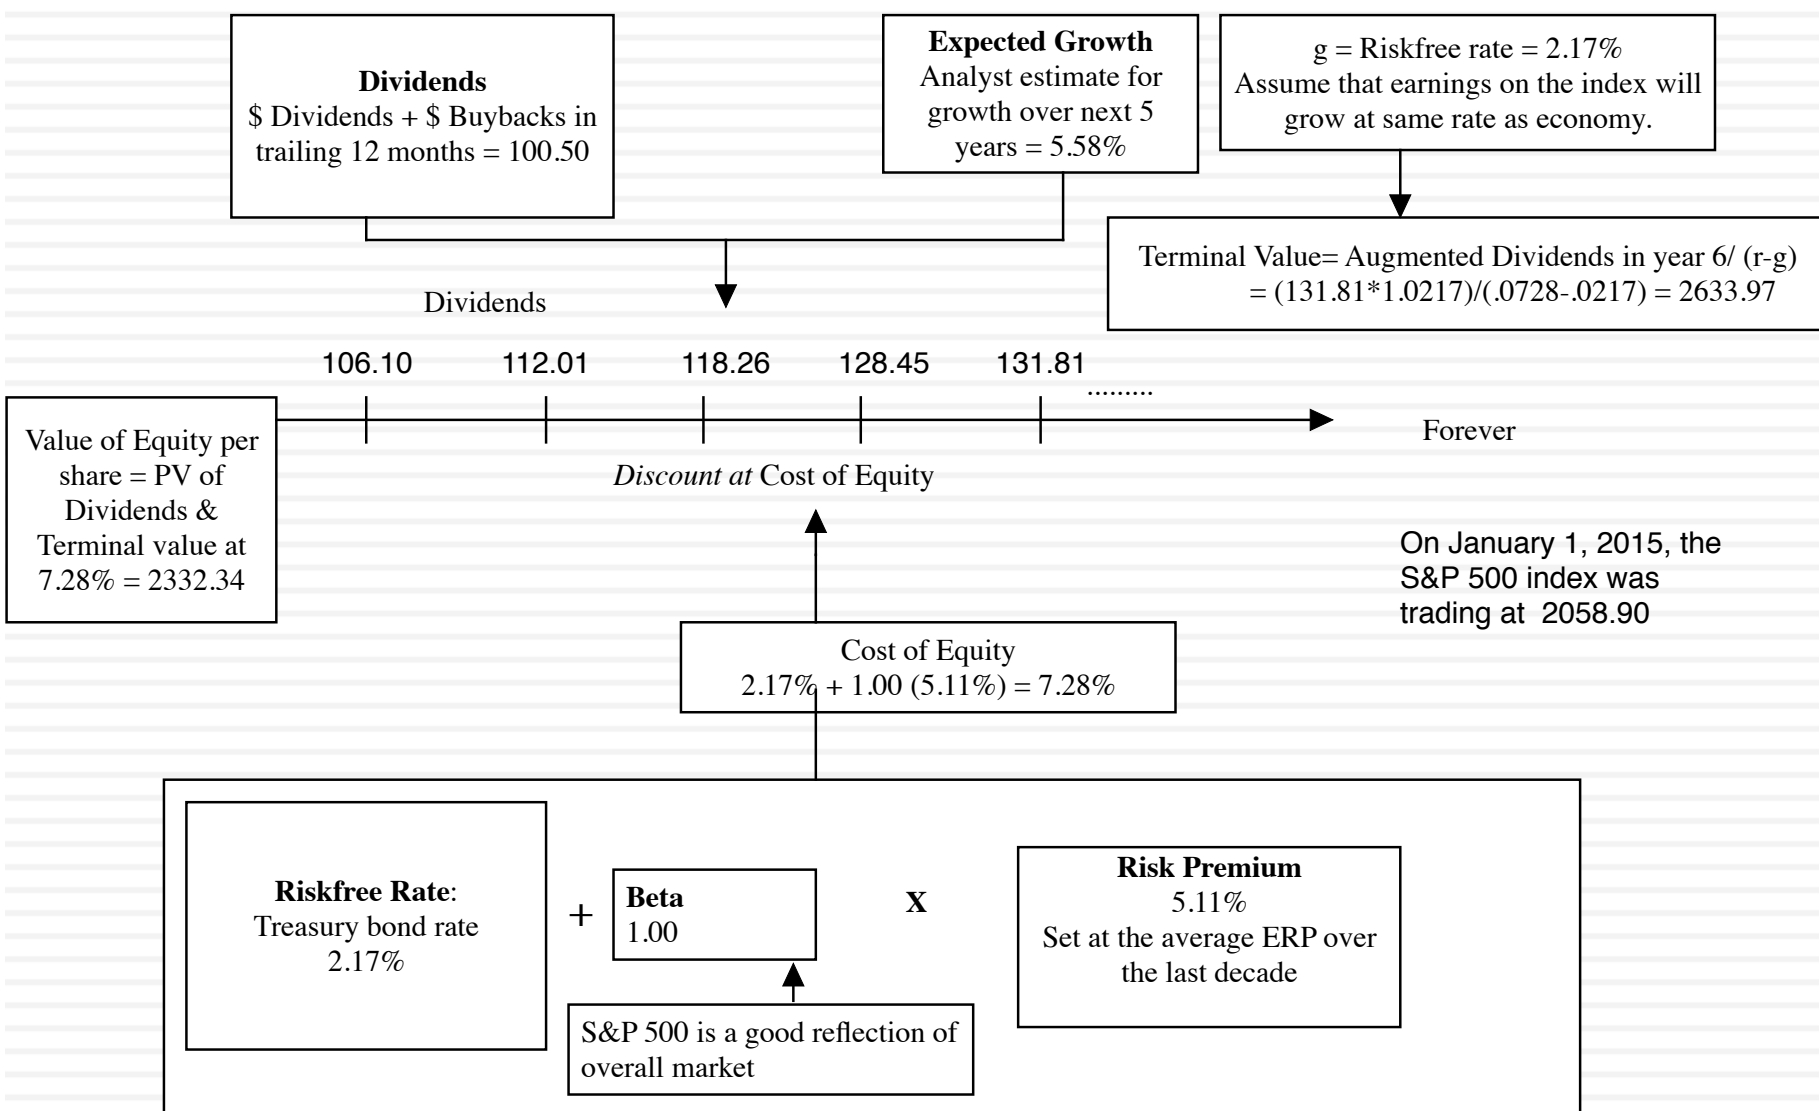 Dividends
$ Dividends + $ Buybacks in
trailing 12 months = 100.50
Expected Growth
Analyst estimate for
growth over next 5
years = 5.58%
g = Riskfree rate = 2.17%
Assume that earnings on the index will
grow at same rate as economy.
Terminal Value= Augmented Dividends in year 6/ (r-g)
= (131.81*1.0217)/(.0728-.0217) = 2633.97
Dividends
106.10 112.01 118.26 128.45 131.81
.........
Forever
Value of Equity per
share = PV of
Dividends &
Terminal value at
7.28% = 2332.34
Discount at Cost of Equity
On January 1, 2015, the
S&P 500 index was
trading at 2058.90
Cost of Equity
2.17% + 1.00 (5.11%) = 7.28%
Riskfree Rate:
Treasury bond rate
2.17%
+
Beta
1.00
X
Risk Premium
5.11%
Set at the average ERP over
the last decade
S&P 500 is a good reflection of
overall market